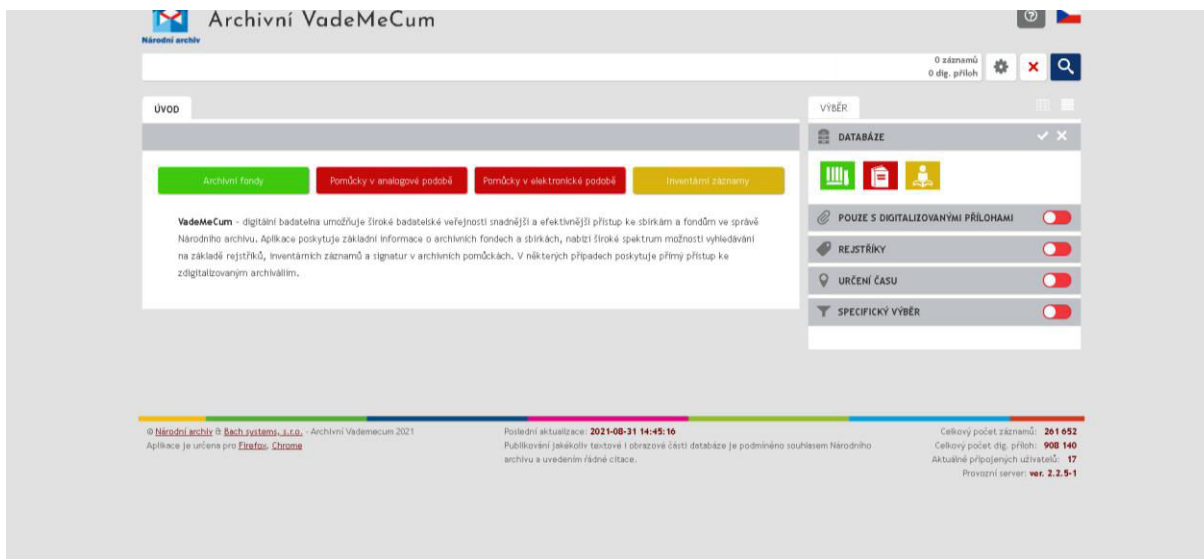 Archivní VadeMeCum
Národní archiv
0 záznamů
0 dig. příloh
ÚVOD
VÝBĚR
DATABÁZE
Archivní fondy
Pomůcky v analogové podobě
Pomůcky v elektronické podobě
Inventární záznamy
VadeMeCum - digitální badatelna umožňuje široké badatelské veřejnosti snadnější a efektivnější přístup ke sbírkám a fondům ve správě
Národního archivu. Aplikace poskytuje základní informace o archivních fondech a sbírkách, nabízí široké spektrum možností vyhledávání
na základě rejstříků, inventárních záznamů a signatur v archivních pomůckách. V některých případech poskytuje přímý přístup ke
zdigitalizovaným archiváliím.
POUZE S DIGITALIZOVANÝMI PŘÍLOHAMI
REJSTŘÍKY
URČENÍ ČASU
SPECIFICKÝ VÝBĚR
© Národní archiv & Bach systems, s.r.o. - Archivní Vademecum 2021
Aplikace je určena pro Firefox, Chrome
Poslední aktualizace: 2021-08-31 14:45:16
Publikování jakékoliv textové i obrazové části databáze je podmíněno souhlasem Národního
archivu a uvedením řádné citace.
Celkový počet záznamů: 261 652
Celkový počet dig. příloh: 908 140
Aktuálně připojených uživatelů: 17
Provozní server: ver. 2.2.5-1